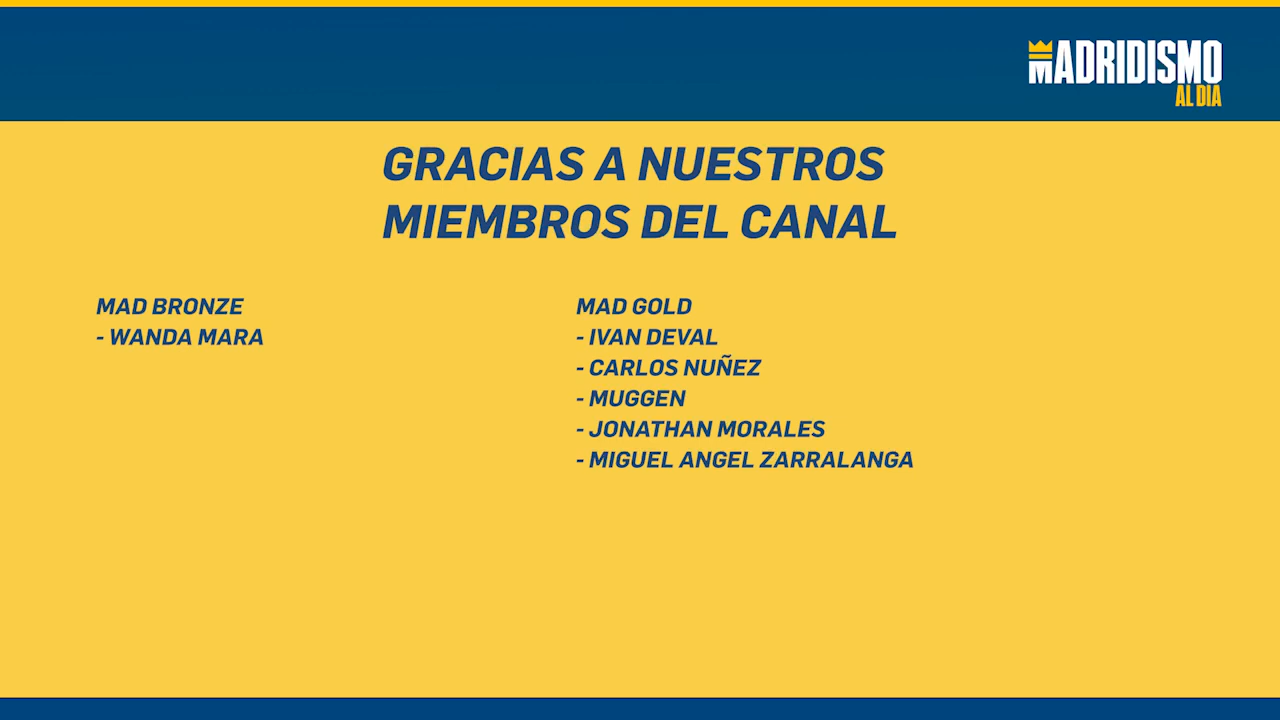 MADRIDISMO
AL DIA
GRACIAS A NUESTROS
MIEMBROS DEL CANAL
MAD BRONZE
- WANDA MARA
MAD GOLD
- IVAN DEVAL
- CARLOS NUÑEZ
- MUGGEN
- JONATHAN MORALES
- MIGUEL ANGEL ZARRALANGA